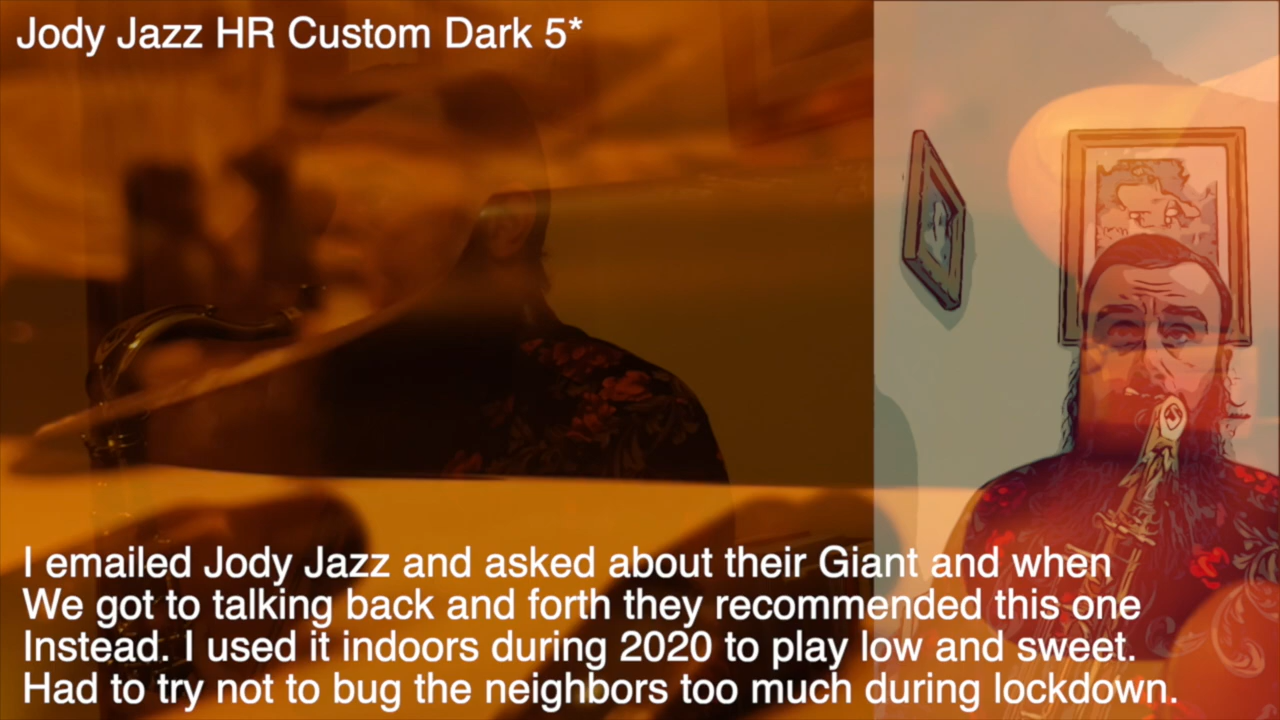 Jody Jazz HR Custom Dark 5*
I emailed Jody Jazz and asked about their Giant and when
We got to talking back and forth they recommended this one
Instead. I used it indoors during 2020 to play low and sweet.
Had to try not to bug the neighbors too much during lockdown.